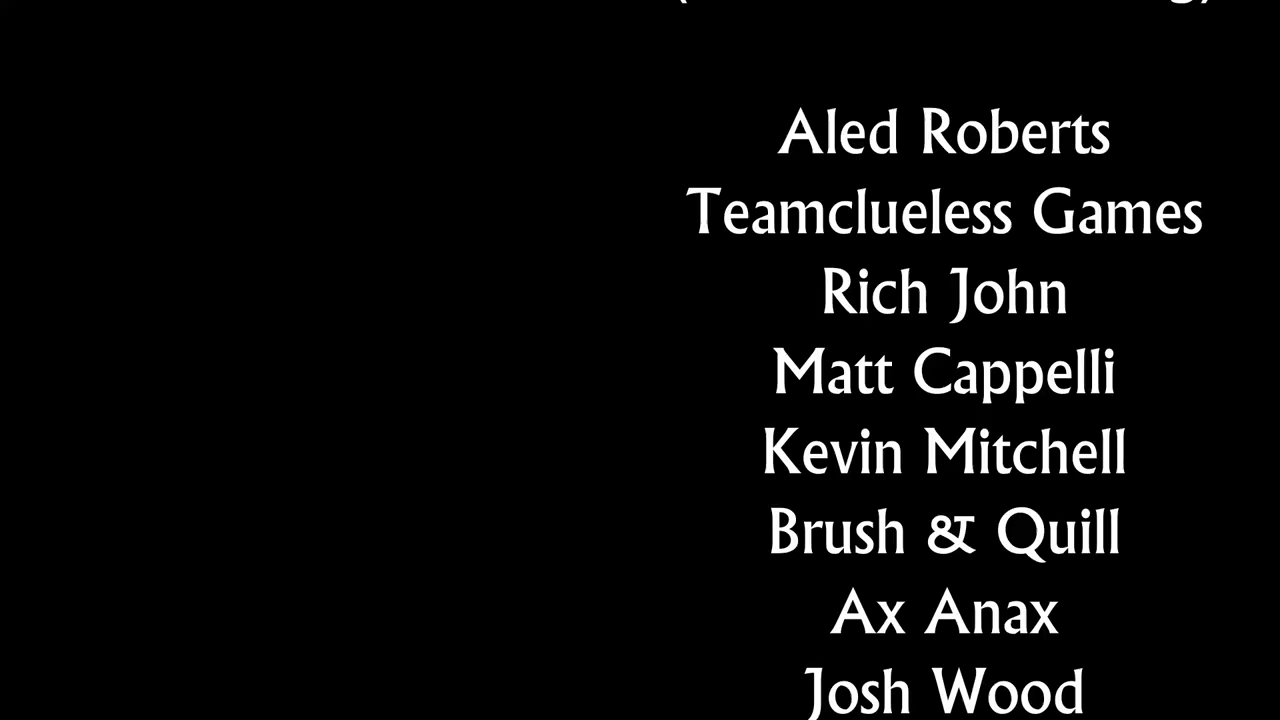 Aled Roberts
Teamclueless Games
Rich John
Matt Cappelli
Kevin Mitchell
Brush & Quill
Ax Anax
Josh Wood